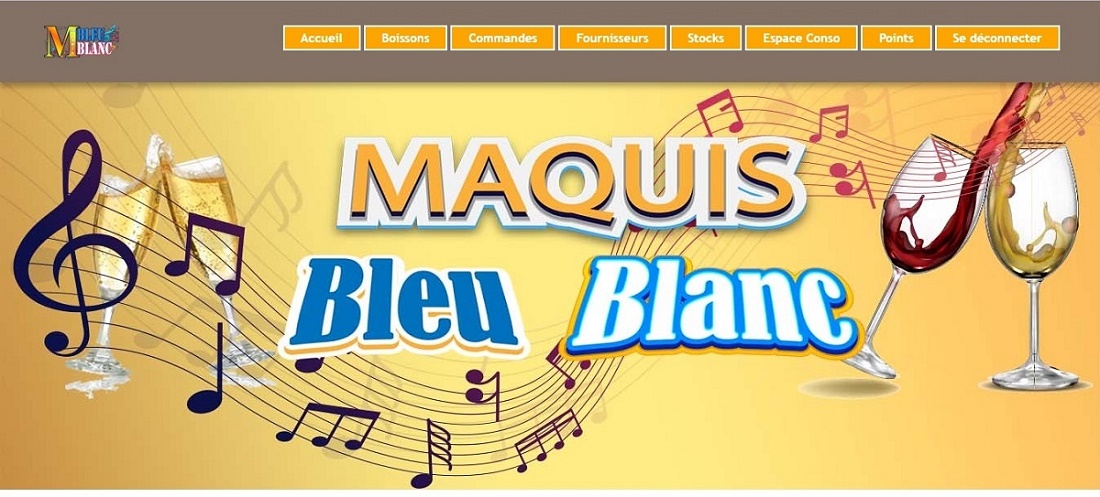 M BLEU
BLANC
Accueil
Boissons
Commandes
Fournisseurs
Stocks
Espace Conso
Points
Se déconnecter
MAQUIS
Bleu Blanc